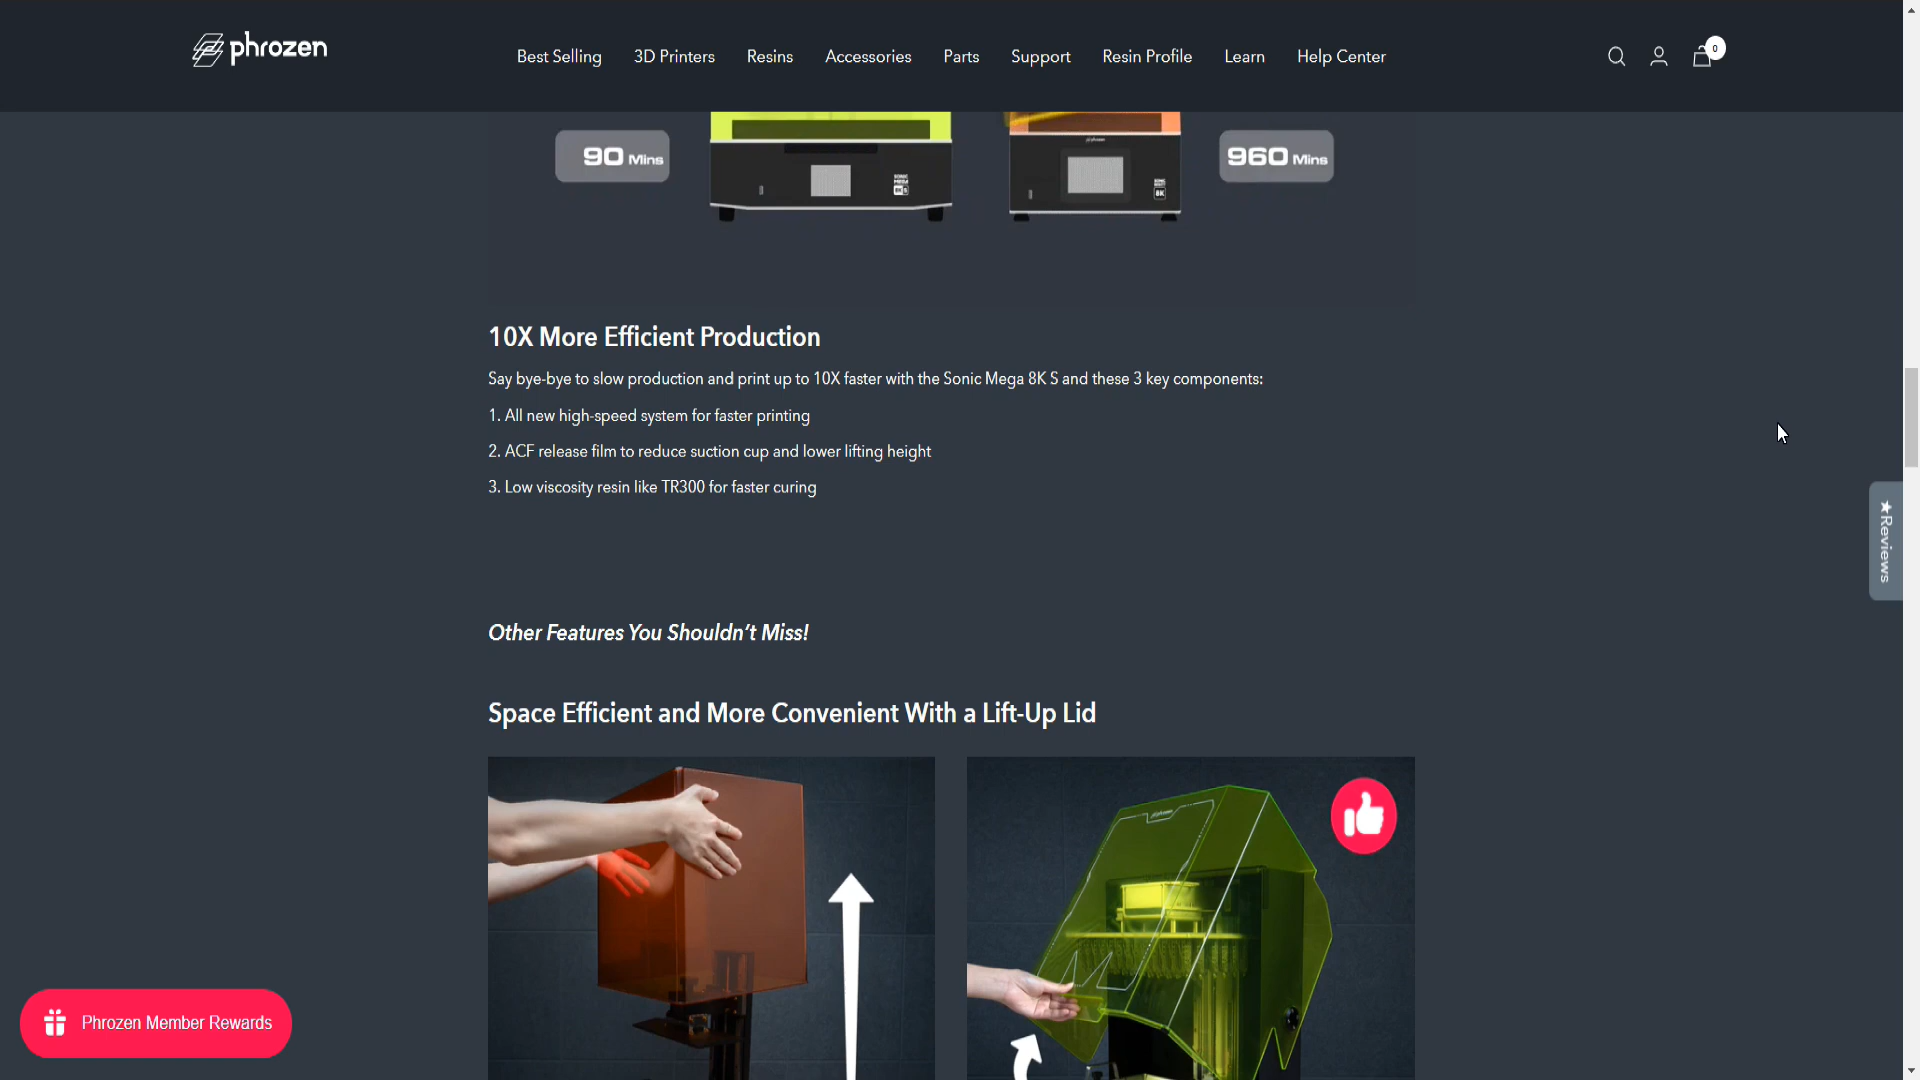 phrozen
Best Selling
3D Printers
Resins
Accessories
Parts
Support
Resin Profile
Learn
Help Center
0
90 Mins
960 Mins
8K
10X More Efficient Production
Say bye-bye to slow production and print up to 10X faster with the Sonic Mega 8K S and these 3 key components:
1. All new high-speed system for faster printing
2. ACF release film to reduce suction cup and lower lifting height
3. Low viscosity resin like TR300 for faster curing
★Reviews
Other Features You Shouldn't Miss!
Space Efficient and More Convenient With a Lift-Up Lid
Phrozen Member Rewards